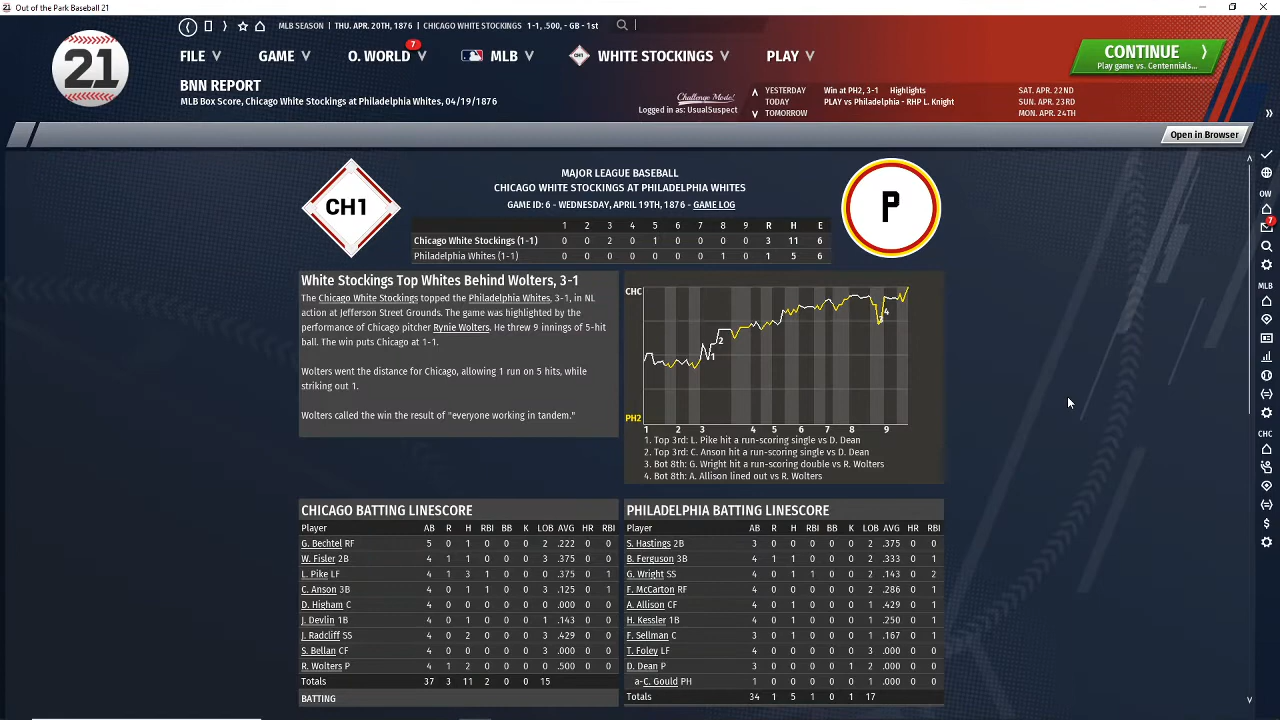 21 Out of the Park Baseball 21
21
MLB SEASON | THU. APR. 20TH, 1876 | CHICAGO WHITE STOCKINGS 1-1, .500, - GB - 1st
FILE GAME O. WORLD 7 MLB CH1 WHITE STOCKINGS PLAY
CONTINUE
Play game vs. Centennials...
BNN REPORT
MLB Box Score, Chicago White Stockings at Philadelphia Whites, 04/19/1876
Challenge Mode!
Logged in as: UsualSuspect
YESTERDAY Win at PH2, 3-1 Highlights SAT. APR. 22ND
TODAY PLAY vs Philadelphia - RHP L. Knight SUN. APR. 23RD
TOMORROW MON. APR. 24TH
Open in Browser
CH1
MAJOR LEAGUE BASEBALL
CHICAGO WHITE STOCKINGS AT PHILADELPHIA WHITES
GAME ID: 6 - WEDNESDAY, APRIL 19TH, 1876 - GAME LOG
P
1 2 3 4 5 6 7 8 9 R H E
Chicago White Stockings (1-1) 0 0 2 0 1 0 0 0 0 3 11 6
Philadelphia Whites (1-1) 0 0 0 0 0 0 0 1 0 1 5 6
White Stockings Top Whites Behind Wolters, 3-1
The Chicago White Stockings topped the Philadelphia Whites, 3-1, in NL
action at Jefferson Street Grounds. The game was highlighted by the
performance of Chicago pitcher Rynie Wolters. He threw 9 innings of 5-hit
ball. The win puts Chicago at 1-1.
Wolters went the distance for Chicago, allowing 1 run on 5 hits, while
striking out 1.
Wolters called the win the result of "everyone working in tandem."
CHC
1
2
3
4
PH2
1 2 3 4 5 6 7 8 9
1. Top 3rd: L. Pike hit a run-scoring single vs D. Dean
2. Top 3rd: C. Anson hit a run-scoring single vs D. Dean
3. Bot 8th: G. Wright hit a run-scoring double vs R. Wolters
4. Bot 8th: A. Allison lined out vs R. Wolters
CHICAGO BATTING LINESCORE
Player AB R H RBI BB K LOB AVG HR RBI
G. Bechtel RF 5 0 1 0 0 0 2 .222 0 0
W. Fisler 2B 4 1 1 0 0 0 3 .375 0 0
L. Pike LF 4 1 3 1 0 0 0 .375 0 1
C. Anson 3B 4 0 1 1 0 0 3 .125 0 1
D. Higham C 4 0 0 0 0 0 0 .000 0 0
J. Devlin 1B 4 0 1 0 0 0 1 .143 0 0
J. Radcliff SS 4 0 2 0 0 0 3 .429 0 0
S. Bellan CF 4 0 0 0 0 0 3 .000 0 0
R. Wolters P 4 1 2 0 0 0 0 .500 0 0
Totals 37 3 11 2 0 0 15
BATTING
PHILADELPHIA BATTING LINESCORE
Player AB R H RBI BB K LOB AVG HR RBI
S. Hastings 2B 3 0 0 0 0 0 2 .375 0 0
B. Ferguson 3B 4 1 1 0 0 0 2 .333 0 1
G. Wright SS 4 0 1 1 0 0 2 .143 0 2
F. McCarton RF 4 0 0 0 0 0 2 .286 0 1
A. Allison CF 4 0 1 0 0 0 1 .429 0 1
H. Kessler 1B 4 0 1 0 0 0 1 .250 0 1
F. Sellman C 3 0 1 0 0 0 1 .167 0 1
T. Foley LF 4 0 0 0 0 0 3 .000 0 0
D. Dean P 3 0 0 0 0 1 2 .000 0 0
a-C. Gould PH 1 0 0 0 0 0 1 .000 0 0
Totals 34 1 5 1 0 1 17
OW
7
MLB
CHC